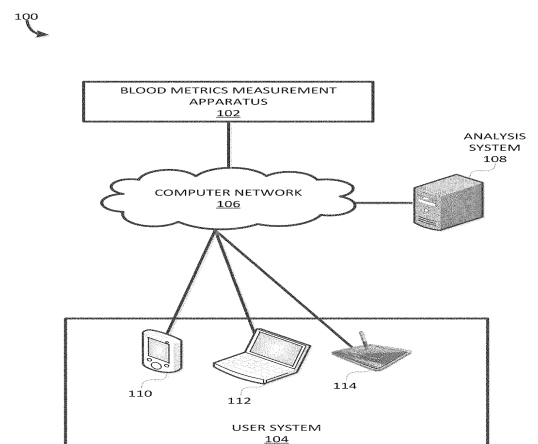 100
BLOOD METRICS MEASUREMENT
APPARATUS
102
ANALYSIS
SYSTEM
108
COMPUTER NETWORK
106
110
112
114
USER SYSTEM
104